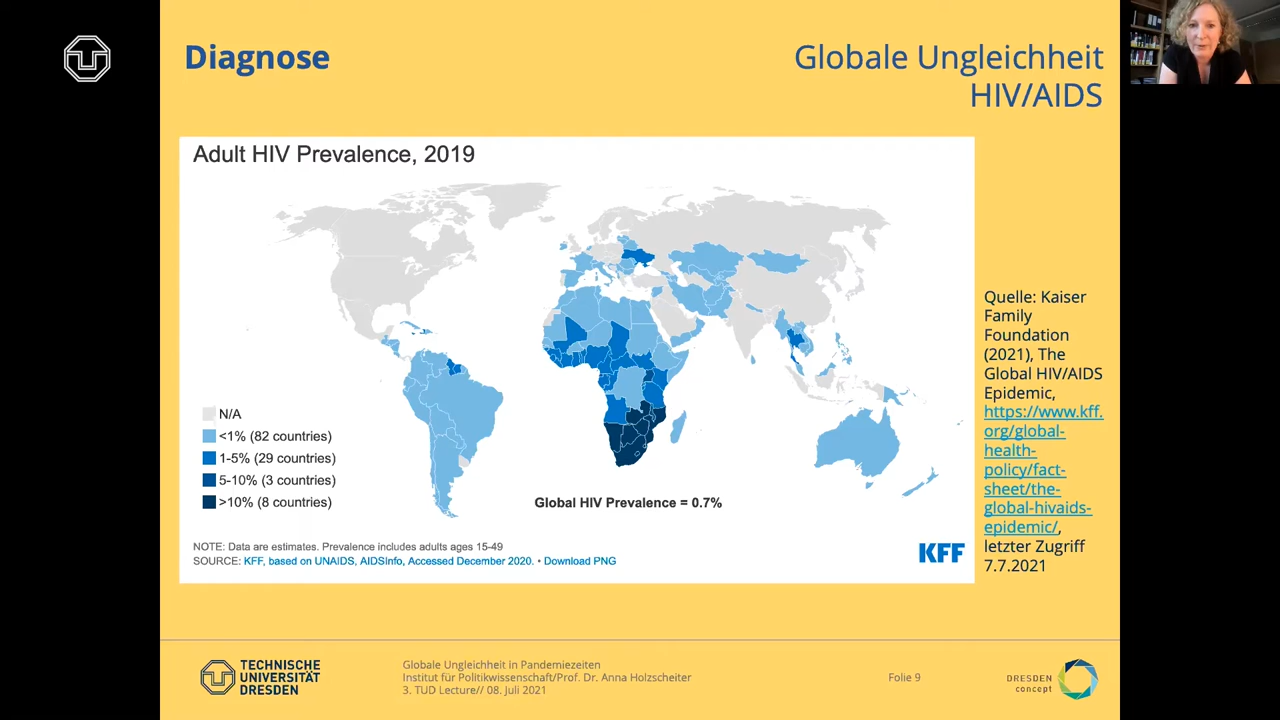 Diagnose
Globale Ungleichheit
HIV/AIDS
Adult HIV Prevalence, 2019
N/A
<1% (82 countries)
1-5% (29 countries)
5-10% (3 countries)
>10% (8 countries)
Global HIV Prevalence = 0.7%
NOTE: Data are estimates. Prevalence includes adults ages 15-49
SOURCE: KFF, based on UNAIDS, AIDSInfo, Accessed December 2020. • Download PNG
KFF
Quelle: Kaiser
Family
Foundation
(2021), The
Global HIV/AIDS
Epidemic,
https://www.kff.
org/global-
health-
policy/fact-
sheet/the-
global-hivaids-
epidemic/,
letzter Zugriff
7.7.2021
TECHNISCHE
UNIVERSITÄT
DRESDEN
Globale Ungleichheit in Pandemiezeiten
Institut für Politikwissenschaft/Prof. Dr. Anna Holzscheiter
3. TUD Lecture// 08. Juli 2021
Folie 9
DRESDEN
concept